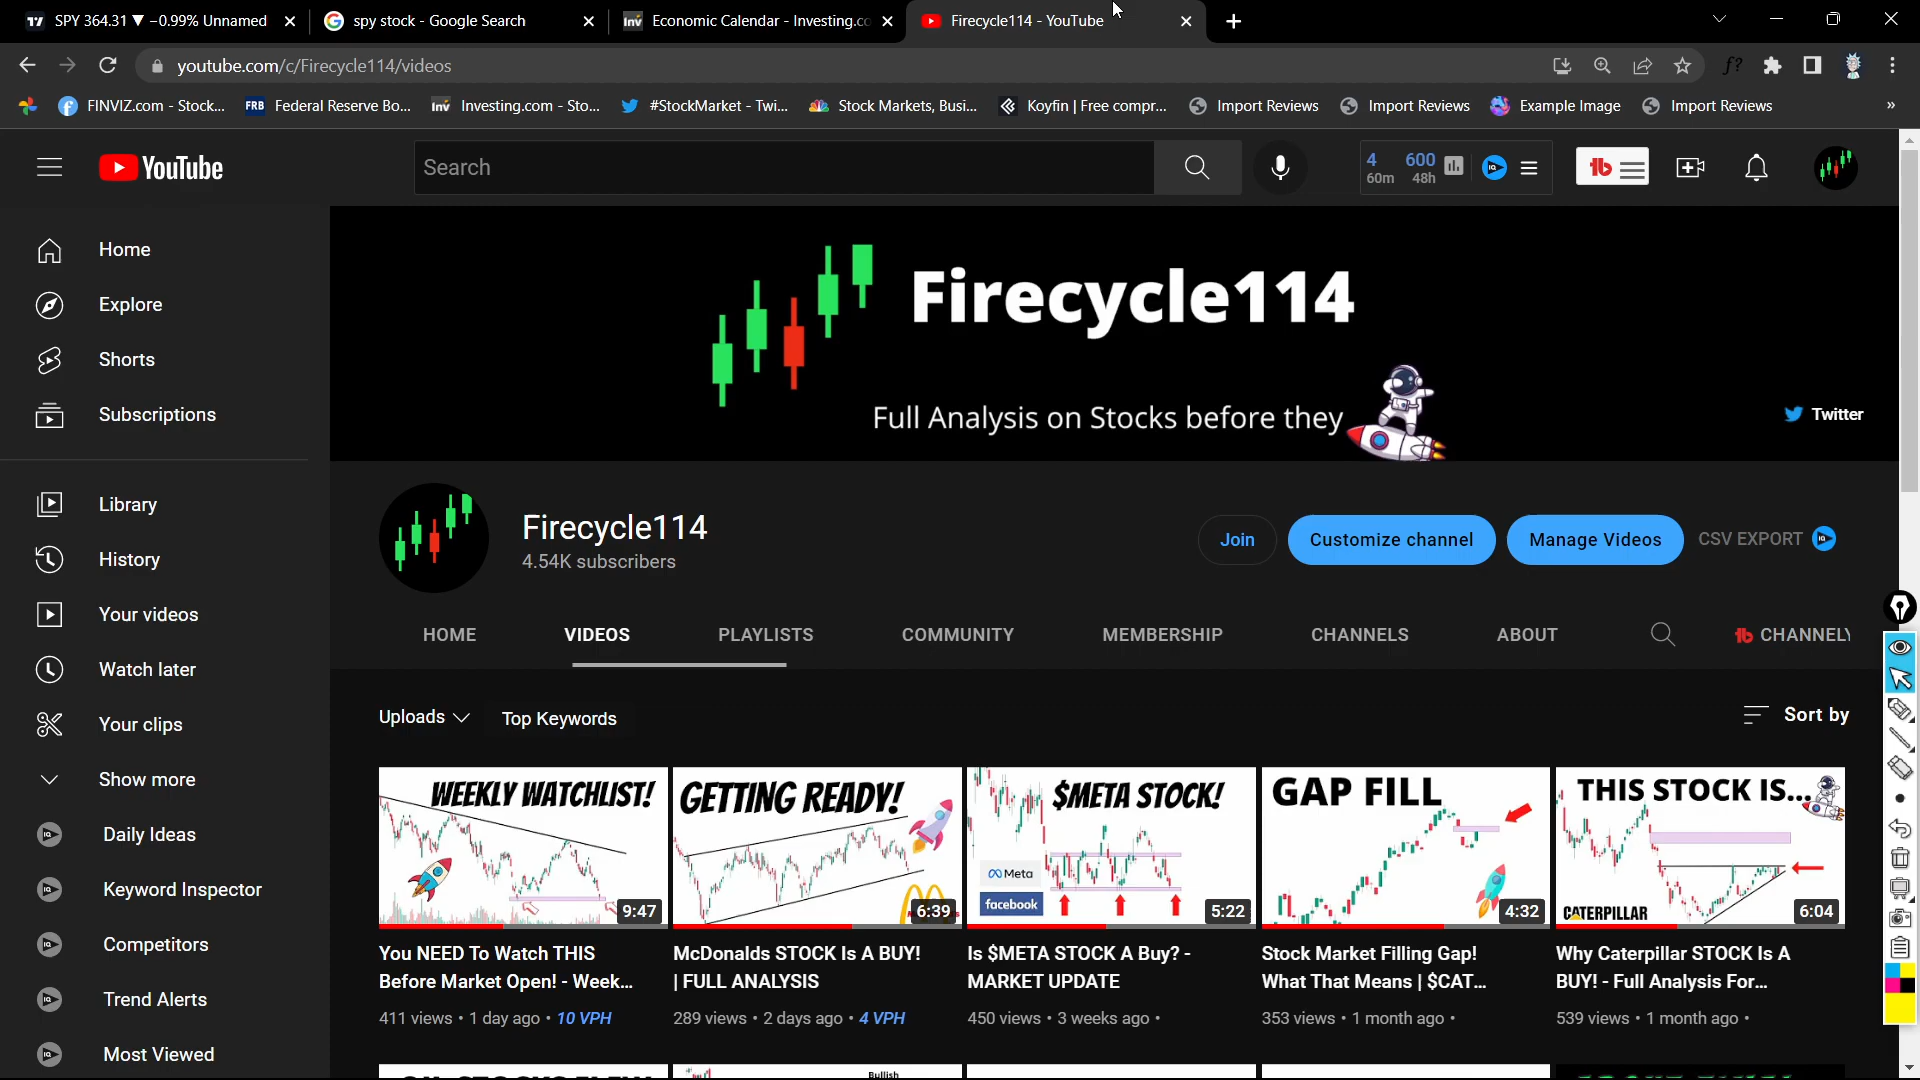 SPY 364.31 ▼ −0.99% Unnamed
spy stock - Google Search
Inv Economic Calendar - Investing.co
Firecycle114 - YouTube
youtube.com/c/Firecycle114/videos
f?
FINVIZ.com - Stock...
FRB Federal Reserve Bo...
Inv Investing.com - Sto...
#StockMarket - Twi...
Stock Markets, Busi...
Koyfin | Free compr...
Import Reviews
Import Reviews
Example Image
Import Reviews
»
YouTube
Search
4 600
60m 48h
tb
Home
Explore
Shorts
Subscriptions
Library
History
Your videos
Watch later
Your clips
Show more
Daily Ideas
Keyword Inspector
Competitors
Trend Alerts
Most Viewed
Firecycle114
Full Analysis on Stocks before they
Twitter
Firecycle114
4.54K subscribers
Join
Customize channel
Manage Videos
CSV EXPORT
HOME VIDEOS PLAYLISTS COMMUNITY MEMBERSHIP CHANNELS ABOUT tb CHANNELY
Uploads
Top Keywords
Sort by
WEEKLY WATCHLIST!
9:47
You NEED To Watch THIS
Before Market Open! - Week...
411 views • 1 day ago • 10 VPH
GETTING READY!
6:39
McDonalds STOCK Is A BUY!
| FULL ANALYSIS
289 views • 2 days ago • 4 VPH
$META STOCK!
Meta
facebook
5:22
Is $META STOCK A Buy? -
MARKET UPDATE
450 views • 3 weeks ago •
GAP FILL
4:32
Stock Market Filling Gap!
What That Means | $CAT...
353 views • 1 month ago •
THIS STOCK IS...
CATERPILLAR
6:04
Why Caterpillar STOCK Is A
BUY! - Full Analysis For...
539 views • 1 month ago •
Bullish